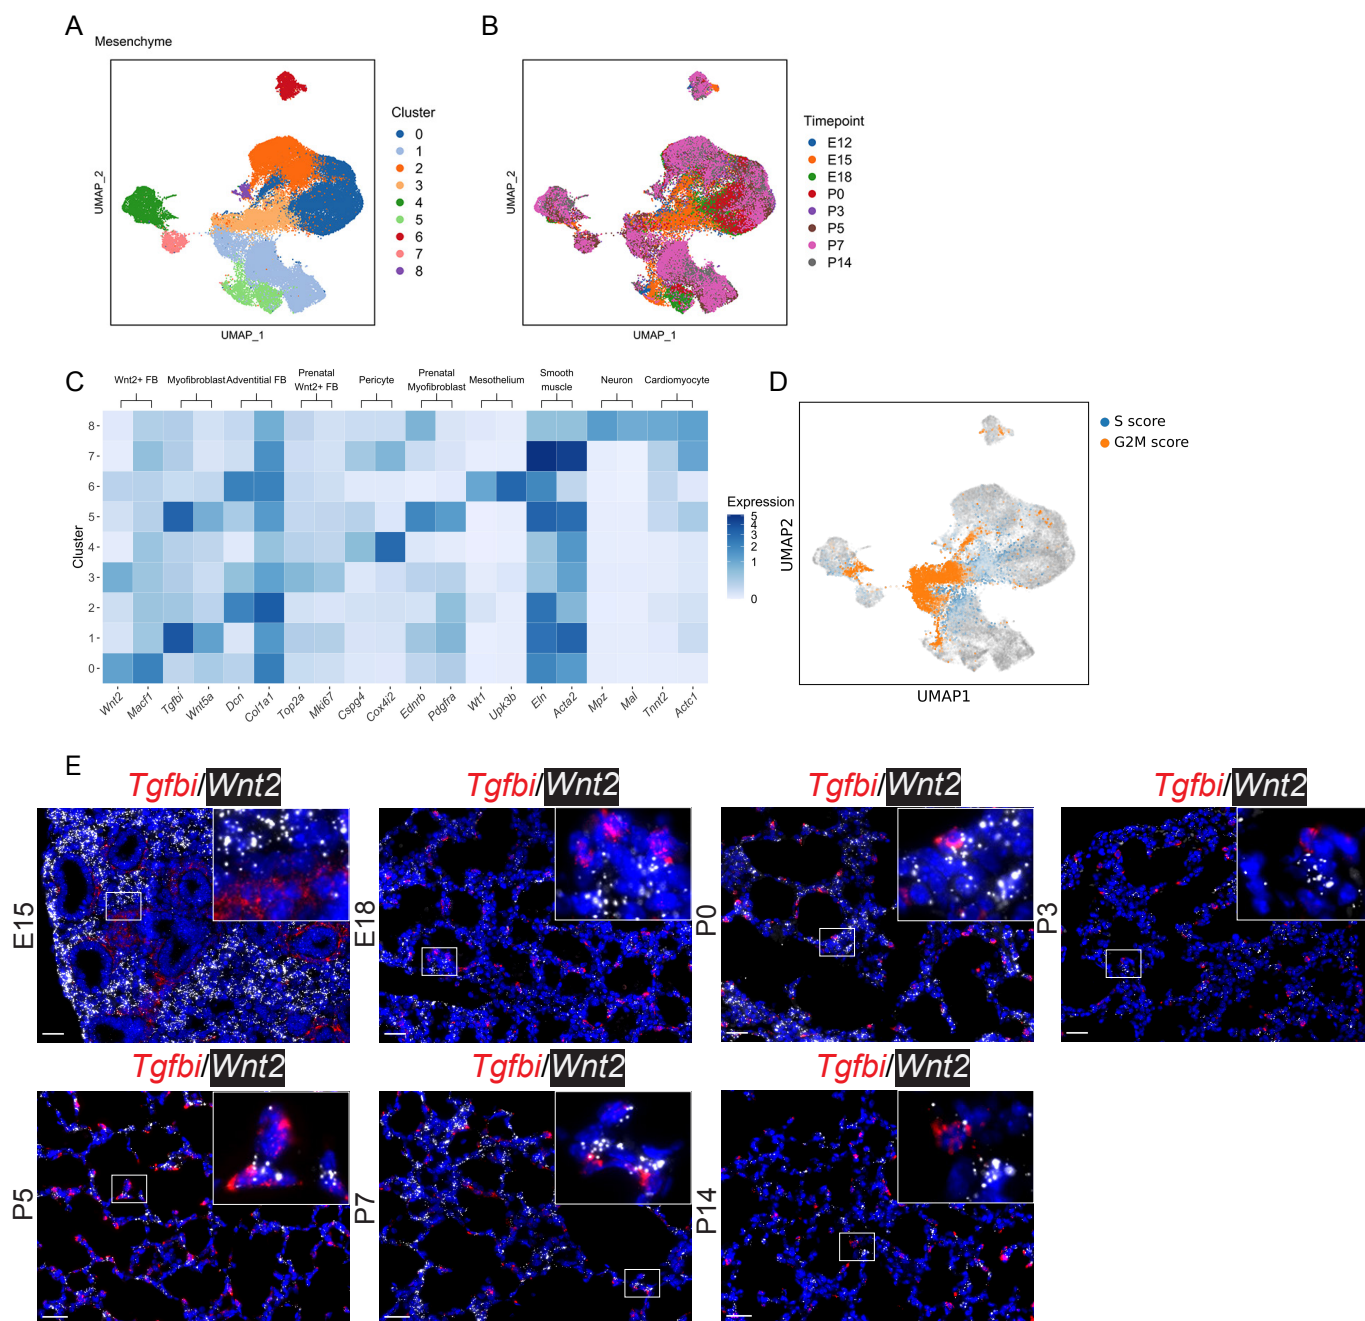 A
Mesenchyme
UMAP_2
UMAP_1
Cluster
0
1
2
3
4
5
6
7
8
B
UMAP_2
UMAP_1
Timepoint
E12
E15
E18
P0
P3
P5
P7
P14
C
Wnt2+ FB
Myofibroblast
Adventitial FB
Prenatal
Wnt2+ FB
Pericyte
Prenatal
Myofibroblast
Mesothelium
Smooth
muscle
Neuron
Cardiomyocyte
Cluster
8
7
6
5
4
3
2
1
0
Wnt2
Macf1
Tgfbi
Wnt5a
Dcn
Col1a1
Top2a
Mki67
Cspg4
Cox4i2
Ednrb
Pdgfra
Wt1
Upk3b
Eln
Acta2
Mpz
Mal
Tnnt2
Actc1
Expression
5
4
3
2
1
0
D
UMAP2
UMAP1
S score
G2M score
E
Tgfbi/Wnt2
E15
Tgfbi/Wnt2
E18
Tgfbi/Wnt2
P0
Tgfbi/Wnt2
P3
Tgfbi/Wnt2
P5
Tgfbi/Wnt2
P7
Tgfbi/Wnt2
P14